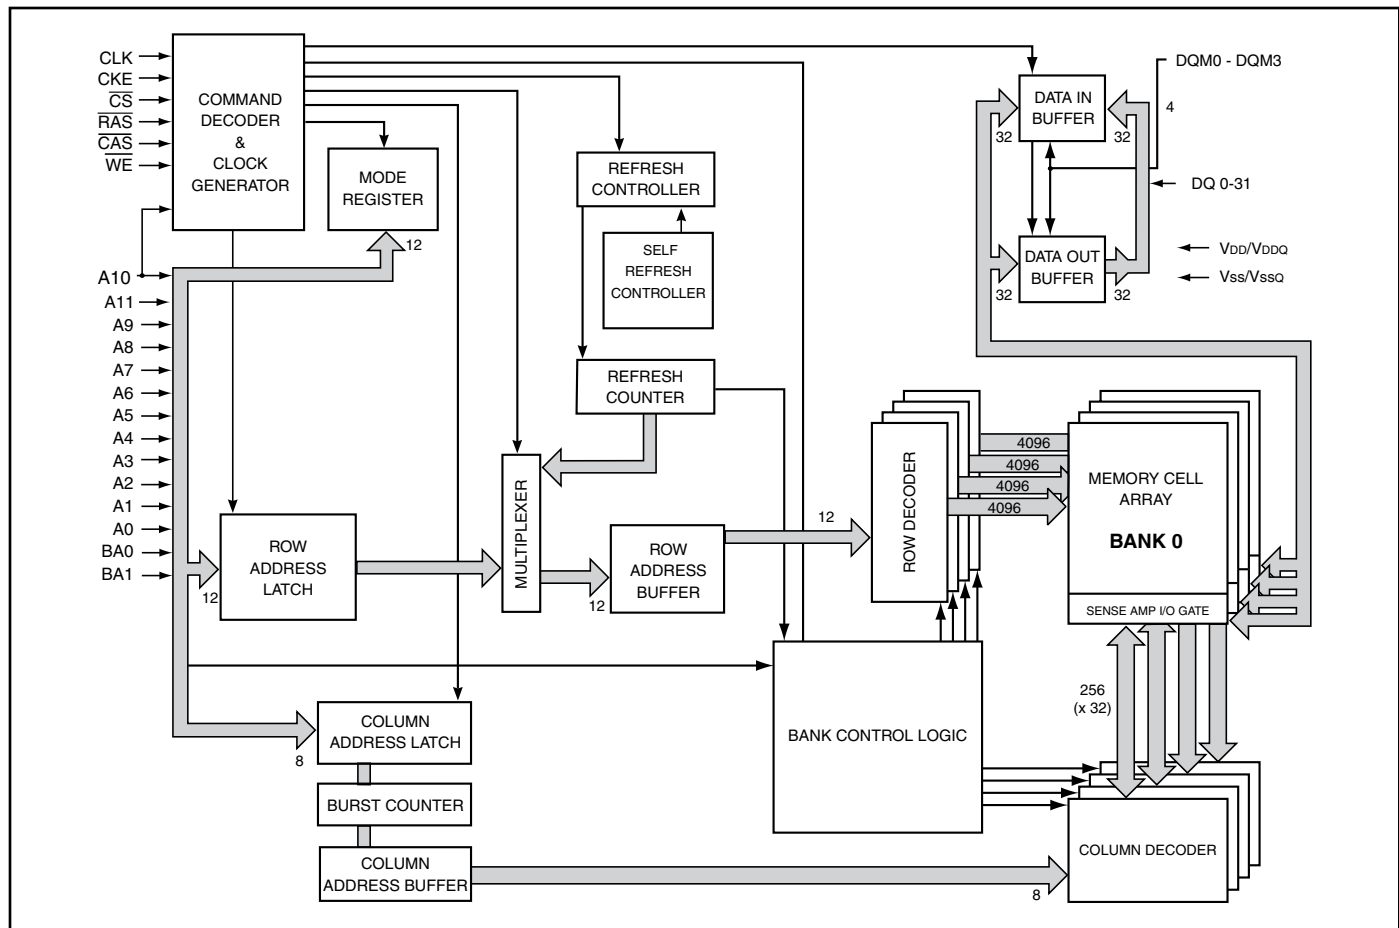 CLK
CKE
C̅S̅
R̅A̅S̅
C̅A̅S̅
W̅E̅
A10
A11
A9
A8
A7
A6
A5
A4
A3
A2
A1
A0
BA0
BA1
COMMAND
DECODER
&
CLOCK
GENERATOR
MODE
REGISTER
12
REFRESH
CONTROLLER
SELF
REFRESH
CONTROLLER
REFRESH
COUNTER
DATA IN
BUFFER
32
32
DQM0 - DQM3
4
DQ 0-31
DATA OUT
BUFFER
32
32
VDD/VDDQ
Vss/VssQ
ROW
ADDRESS
LATCH
12
MULTIPLEXER
12
ROW
ADDRESS
BUFFER
12
ROW DECODER
4096
4096
4096
4096
MEMORY CELL
ARRAY
BANK 0
SENSE AMP I/O GATE
256
(x 32)
BANK CONTROL LOGIC
COLUMN
ADDRESS LATCH
8
BURST COUNTER
COLUMN
ADDRESS BUFFER
8
COLUMN DECODER